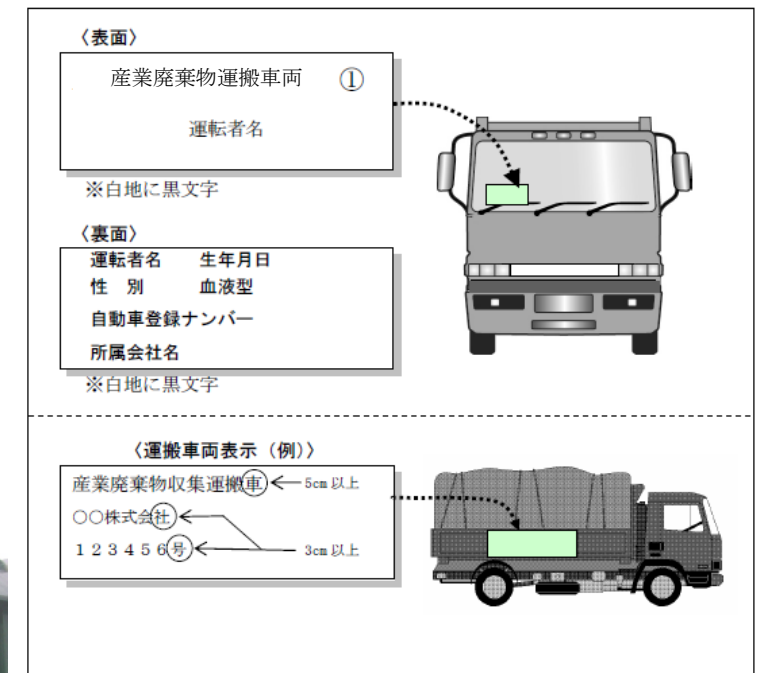 〈表面〉
産業廃棄物運搬車両 ①
運転者名
※白地に黒文字
〈裏面〉
運転者名 生年月日
性 別 血液型
自動車登録ナンバー
所属会社名
※白地に黒文字
〈運搬車両表示（例）〉
産業廃棄物収集運搬車 5cm 以上
○○株式会社
１２３４５６号 3cm 以上